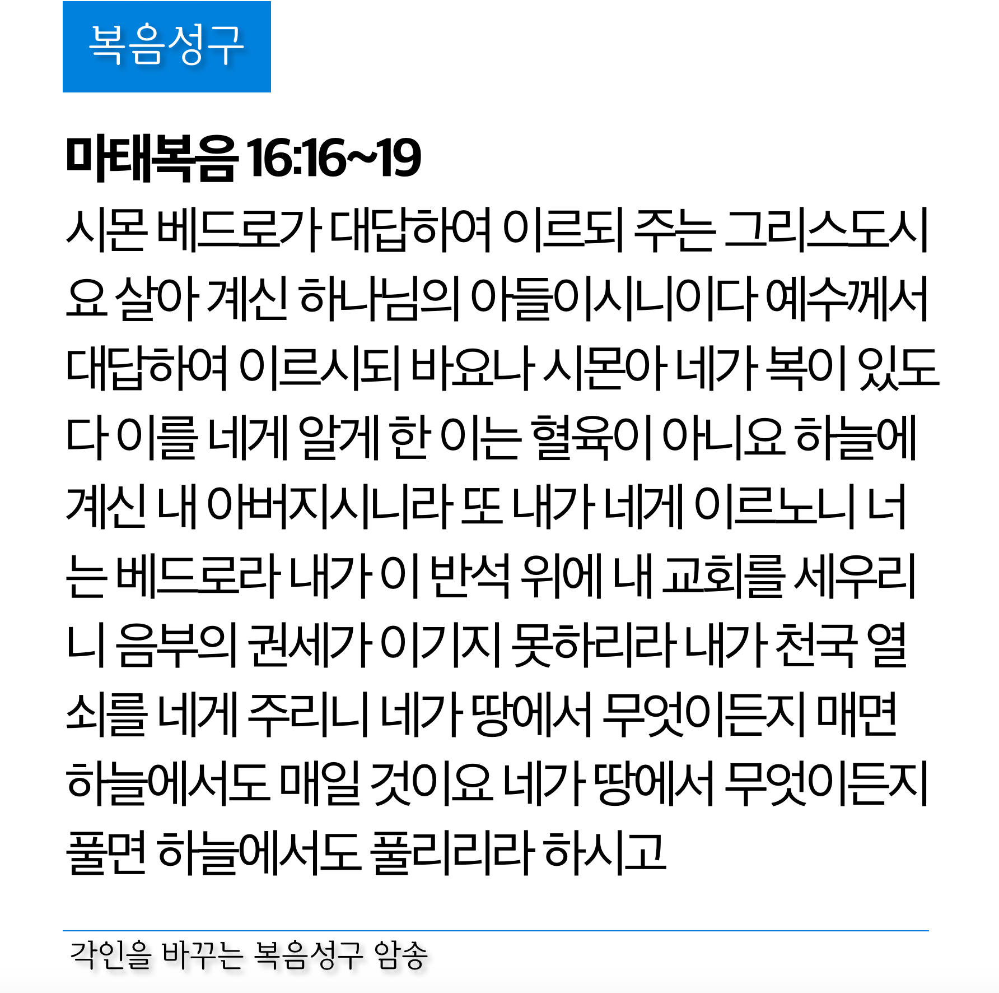 복음성구
마태복음 16:16~19
시몬 베드로가 대답하여 이르되 주는 그리스도시
요 살아 계신 하나님의 아들이시니이다 예수께서
대답하여 이르시되 바요나 시몬아 네가 복이 있도
다 이를 네게 알게 한 이는 혈육이 아니요 하늘에
계신 내 아버지시니라 또 내가 네게 이르노니 너
는 베드로라 내가 이 반석 위에 내 교회를 세우리
니 음부의 권세가 이기지 못하리라 내가 천국 열
쇠를 네게 주리니 네가 땅에서 무엇이든지 매면
하늘에서도 매일 것이요 네가 땅에서 무엇이든지
풀면 하늘에서도 풀리리라 하시고
각인을 바꾸는 복음성구 암송